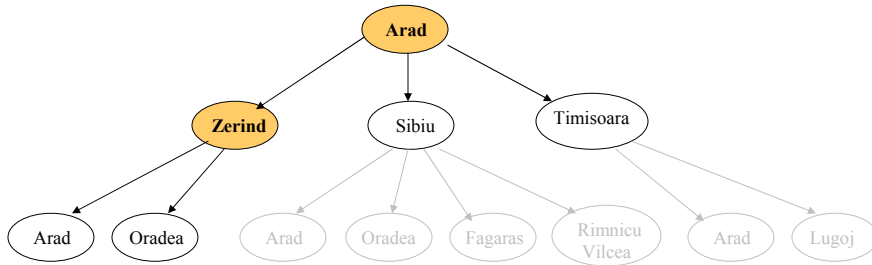 Arad
Zerind
Sibiu
Timisoara
Arad
Oradea
Arad
Oradea
Fagaras
Rimnicu
Vilcea
Arad
Lugoj